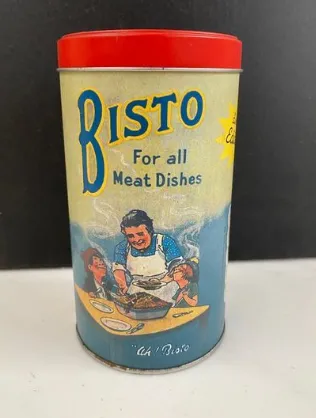 BISTO
For all
Meat Dishes
"Ah! Bisto